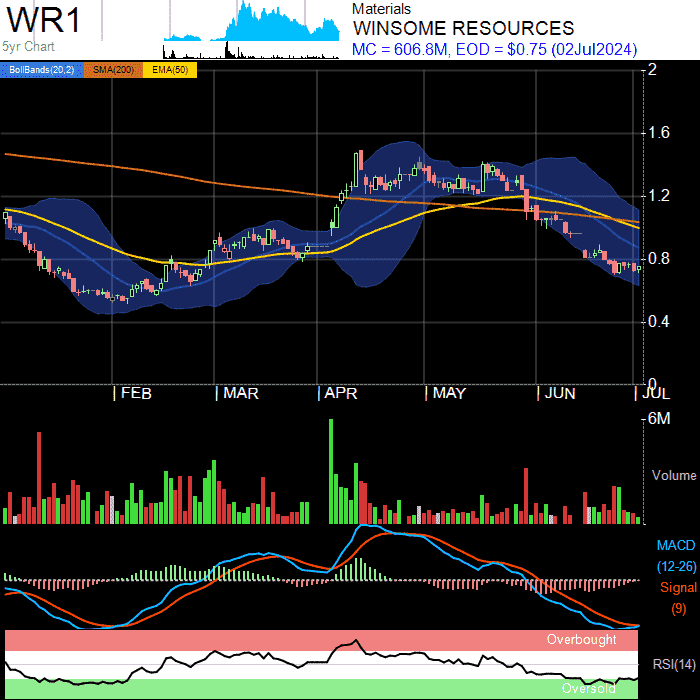 WR1
5yr Chart
Materials
WINSOME RESOURCES
MC = 606.8M, EOD = $0.75 (02Jul2024)
BollBands(20,2) SMA(200) EMA(50)
2
1.6
1.2
0.8
0.4
0
FEB MAR APR MAY JUN JUL
6M
Volume
MACD
(12-26)
Signal
(9)
Overbought
RSI(14)
Oversold